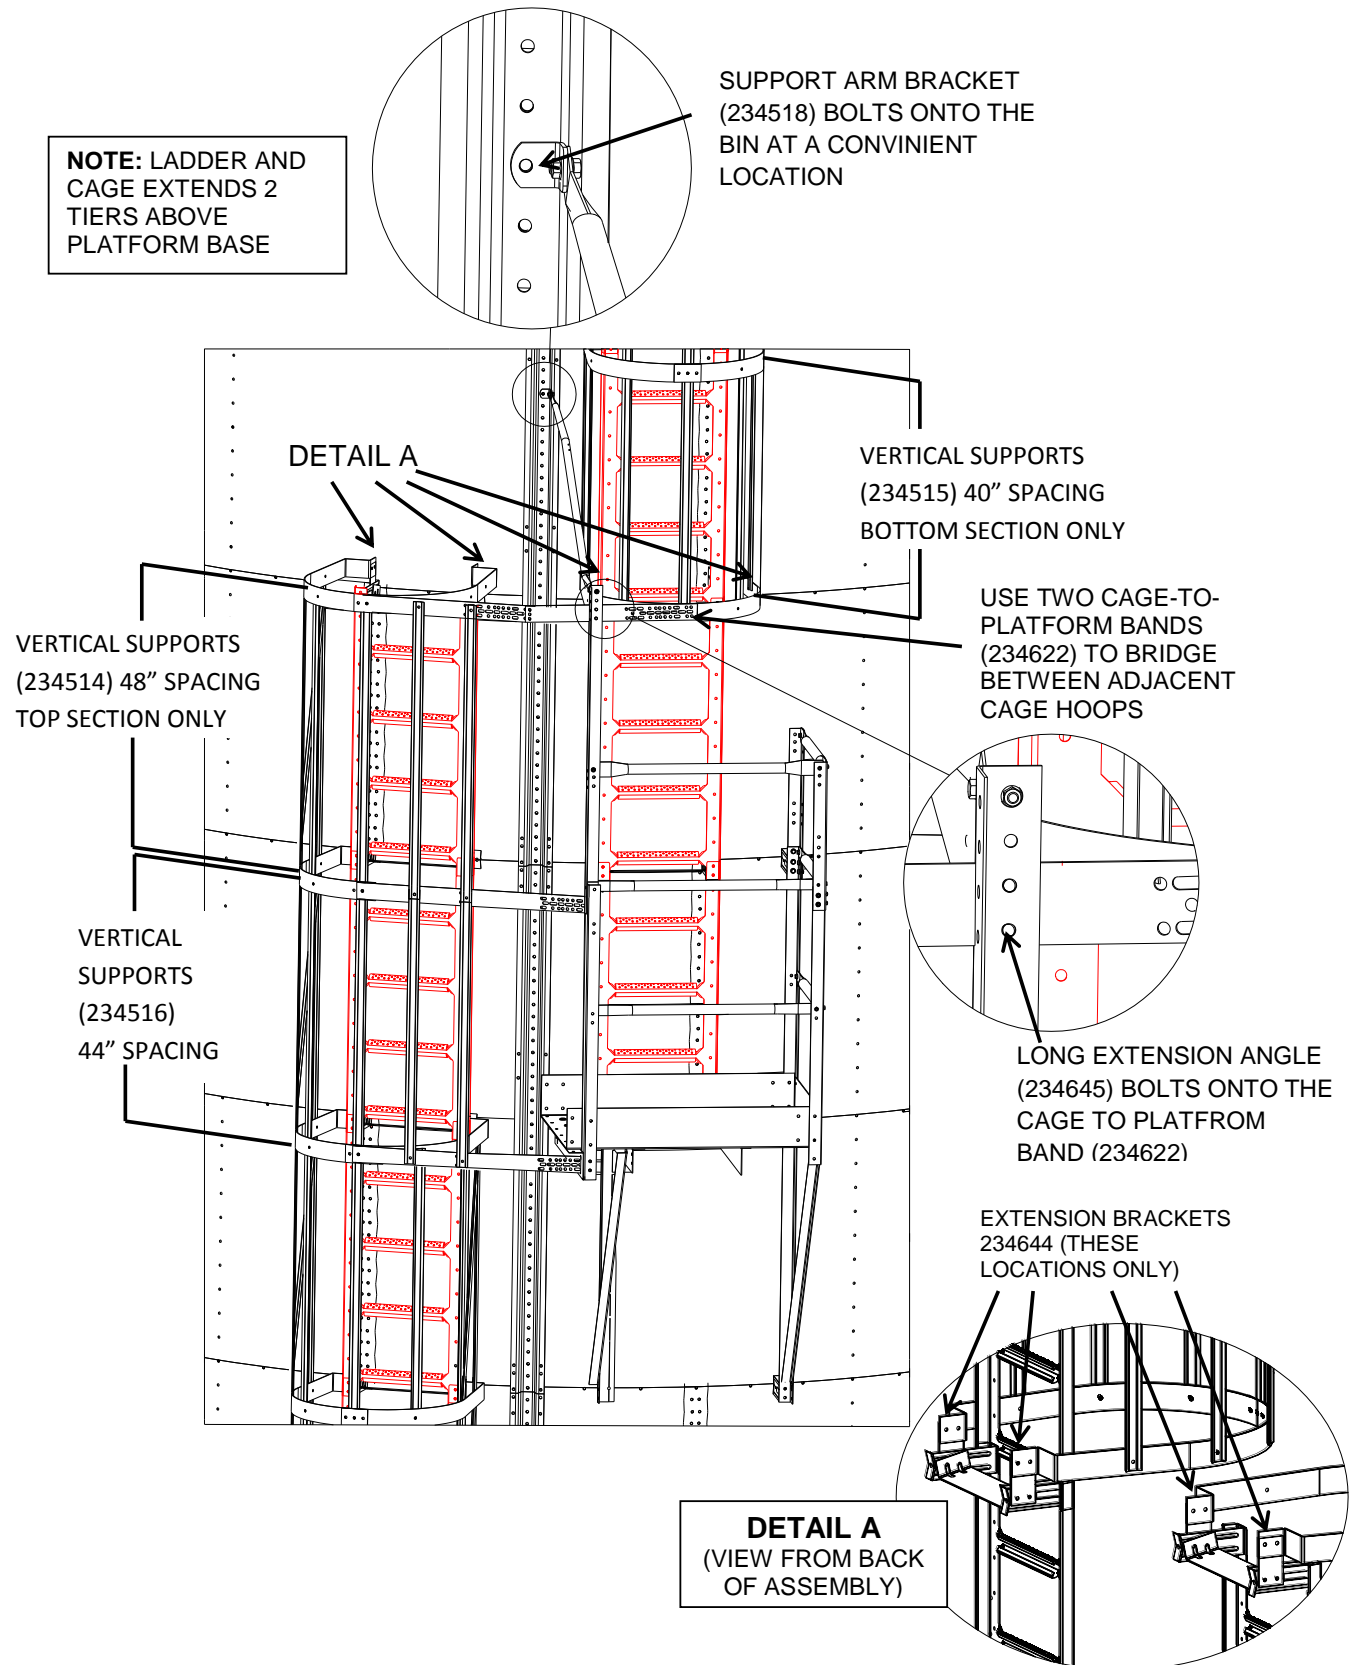 SUPPORT ARM BRACKET
(234518) BOLTS ONTO THE
BIN AT A CONVINIENT
LOCATION
NOTE: LADDER AND
CAGE EXTENDS 2
TIERS ABOVE
PLATFORM BASE
DETAIL A
VERTICAL SUPPORTS
(234515) 40” SPACING
BOTTOM SECTION ONLY
USE TWO CAGE-TO-
PLATFORM BANDS
(234622) TO BRIDGE
BETWEEN ADJACENT
CAGE HOOPS
VERTICAL SUPPORTS
(234514) 48” SPACING
TOP SECTION ONLY
VERTICAL
SUPPORTS
(234516)
44” SPACING
LONG EXTENSION ANGLE
(234645) BOLTS ONTO THE
CAGE TO PLATFROM
BAND (234622)
EXTENSION BRACKETS
234644 (THESE
LOCATIONS ONLY)
DETAIL A
(VIEW FROM BACK
OF ASSEMBLY)